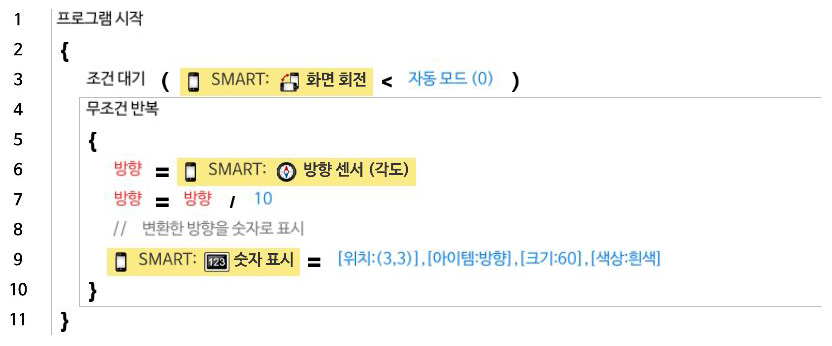 1 프로그램 시작
2 {
3 조건 대기 ( SMART: 화면 회전 < 자동 모드 (0) )
4 무조건 반복
5 {
6 방향 = SMART: 방향 센서 (각도)
7 방향 = 방향 / 10
8 // 변환한 방향을 숫자로 표시
9 SMART: 123 숫자 표시 = [위치:(3,3)],[아이템:방향],[크기:60],[색상:흰색]
10 }
11 }